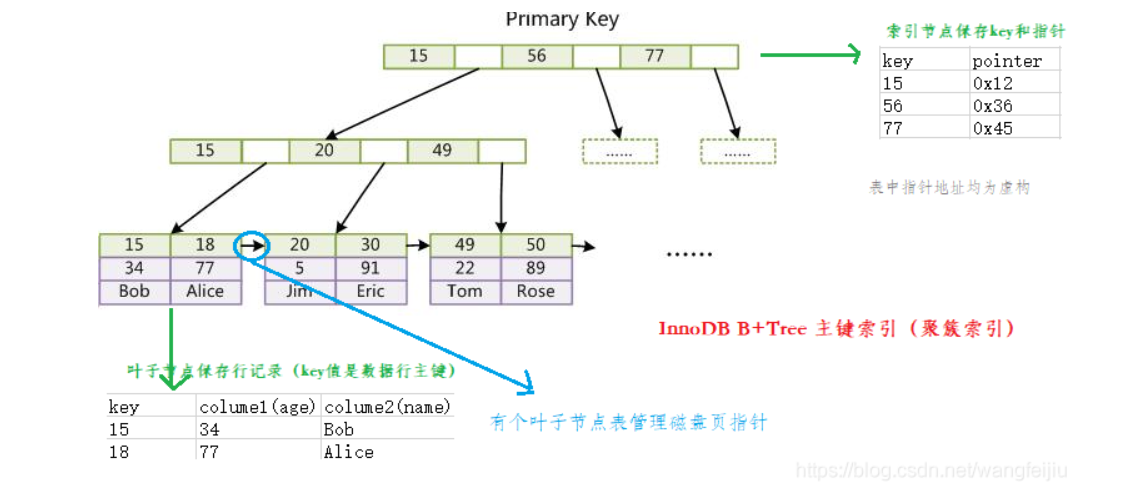 Primary Key
15 56 77
索引节点保存key和指针
key pointer
15 0x12
56 0x36
77 0x45
15 20 49
...... ......
表中指针地址均为虚构
15 18 20 30 49 50
34 77 5 91 22 89
Bob Alice Jim Eric Tom Rose
......
InnoDB B+Tree 主键索引（聚簇索引）
叶子节点保存行记录（key值是数据行主键）
key colume1(age) colume2(name)
15 34 Bob
18 77 Alice
有个叶子节点表管理磁盘页指针
https://blog.csdn.net/wangfeijiu